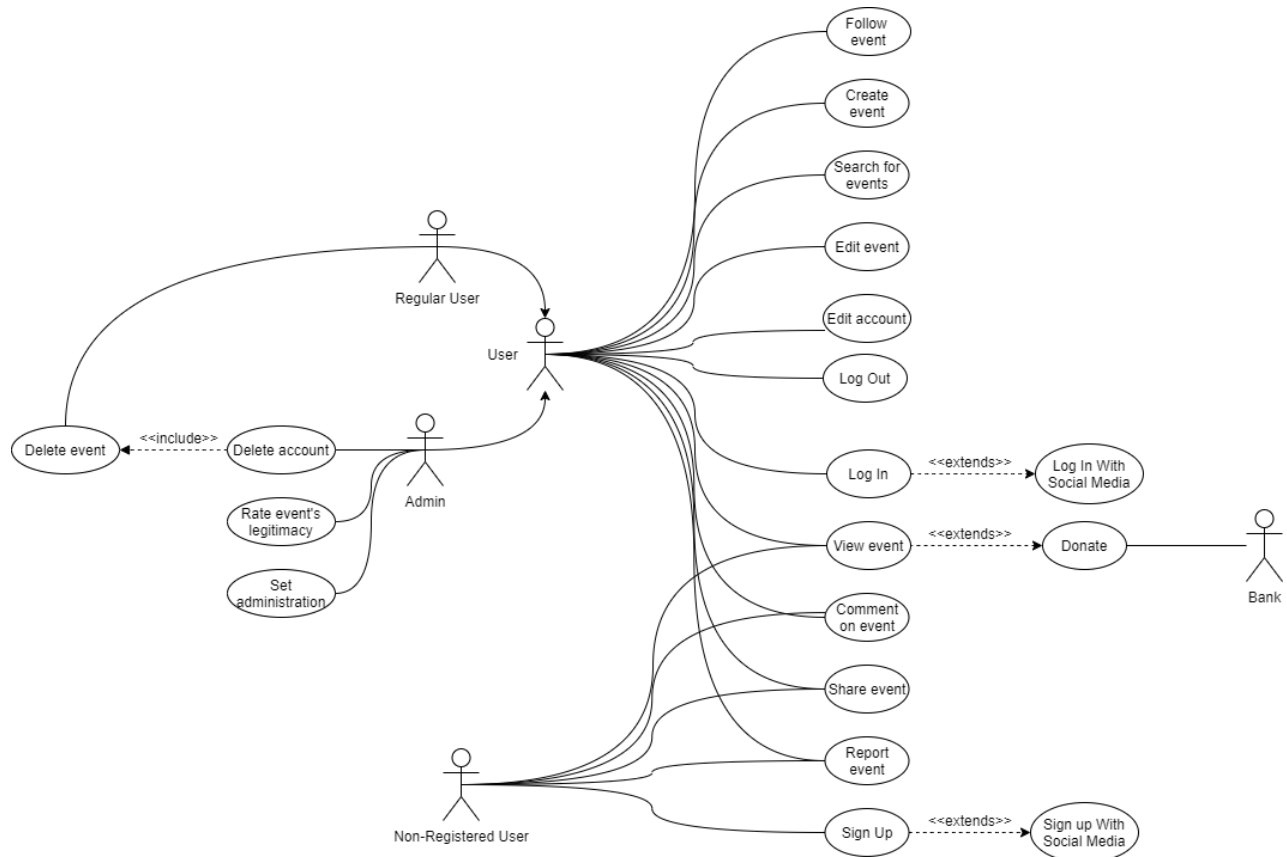 Follow
event
Create
event
Search for
events
Edit event
Regular User
Edit account
User
Log Out
Delete event
<<include>>
Delete account
Admin
Log In
<<extends>>
Log In With
Social Media
Rate event's
legitimacy
View event
<<extends>>
Donate
Bank
Set
administration
Comment
on event
Share event
Report
event
Non-Registered User
Sign Up
<<extends>>
Sign up With
Social Media